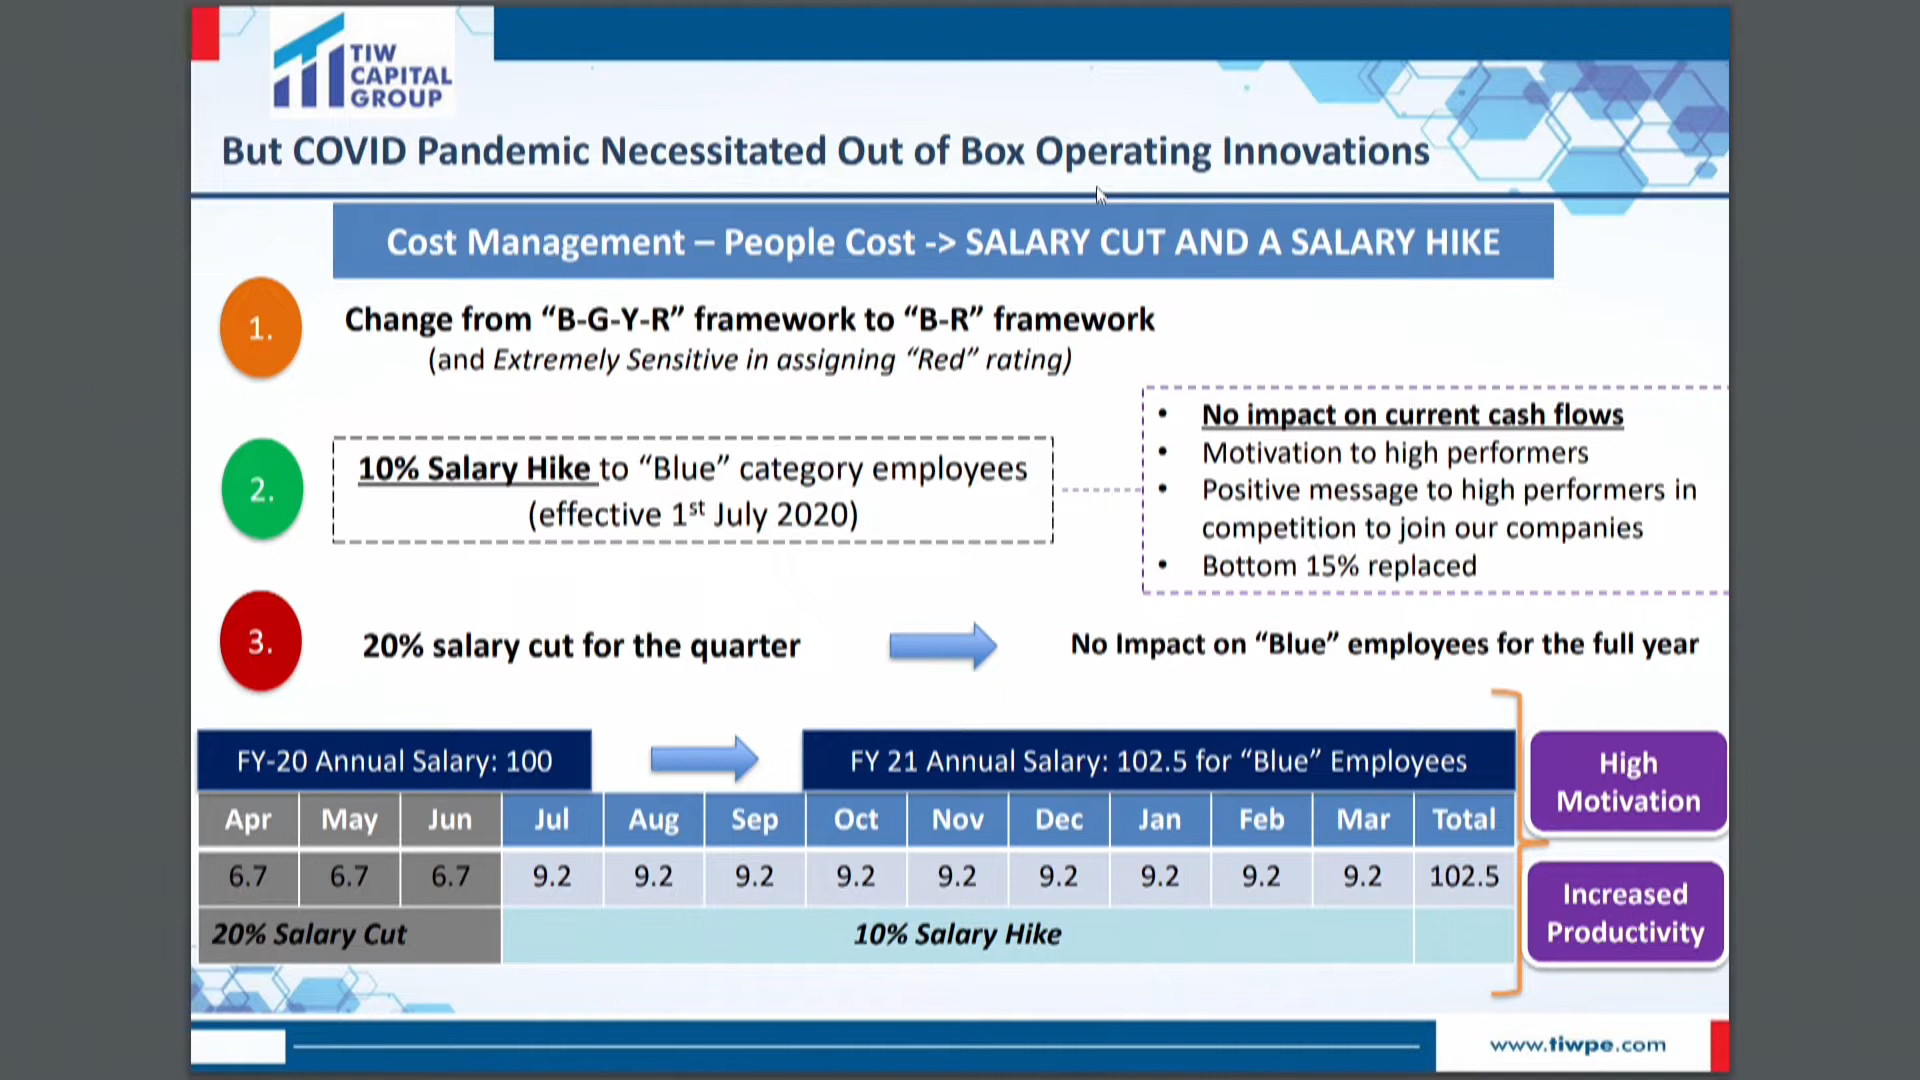 TIW
CAPITAL
GROUP
But COVID Pandemic Necessitated Out of Box Operating Innovations
Cost Management – People Cost -> SALARY CUT AND A SALARY HIKE
1.
Change from “B-G-Y-R” framework to “B-R” framework
(and Extremely Sensitive in assigning “Red” rating)
2.
10% Salary Hike to “Blue” category employees
(effective 1st July 2020)
• No impact on current cash flows
• Motivation to high performers
• Positive message to high performers in
competition to join our companies
• Bottom 15% replaced
3.
20% salary cut for the quarter
No Impact on “Blue” employees for the full year
FY-20 Annual Salary: 100
FY 21 Annual Salary: 102.5 for “Blue” Employees
Apr May Jun Jul Aug Sep Oct Nov Dec Jan Feb Mar Total
6.7 6.7 6.7 9.2 9.2 9.2 9.2 9.2 9.2 9.2 9.2 9.2 102.5
20% Salary Cut 10% Salary Hike
High
Motivation
Increased
Productivity
www.tiwpe.com